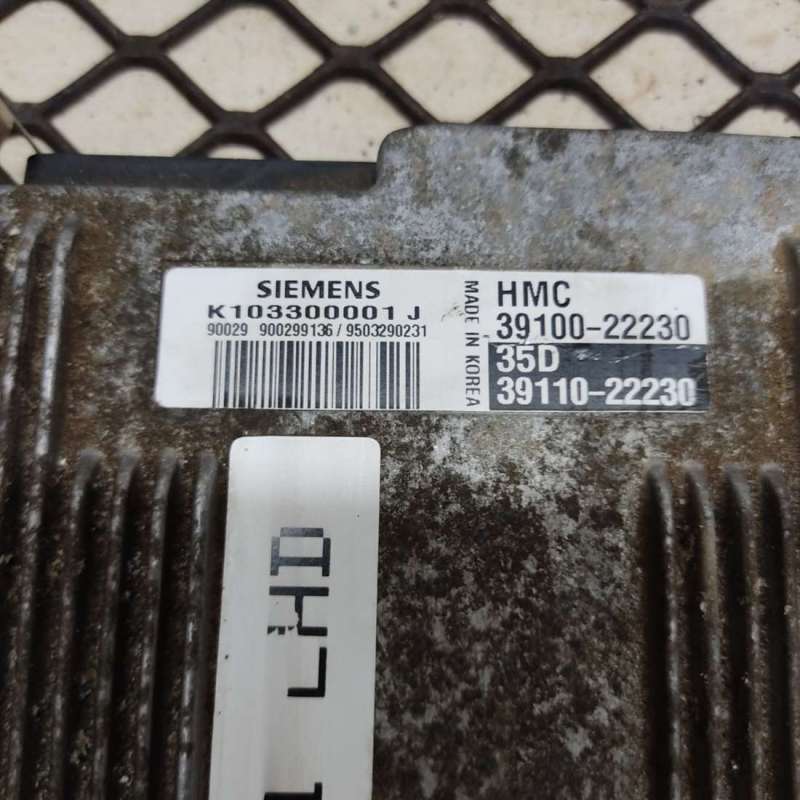 SIEMENS
K103300001 J
90029 900299136 / 9503290231
MADE IN KOREA
HMC
39100-22230
35D
39110-22230